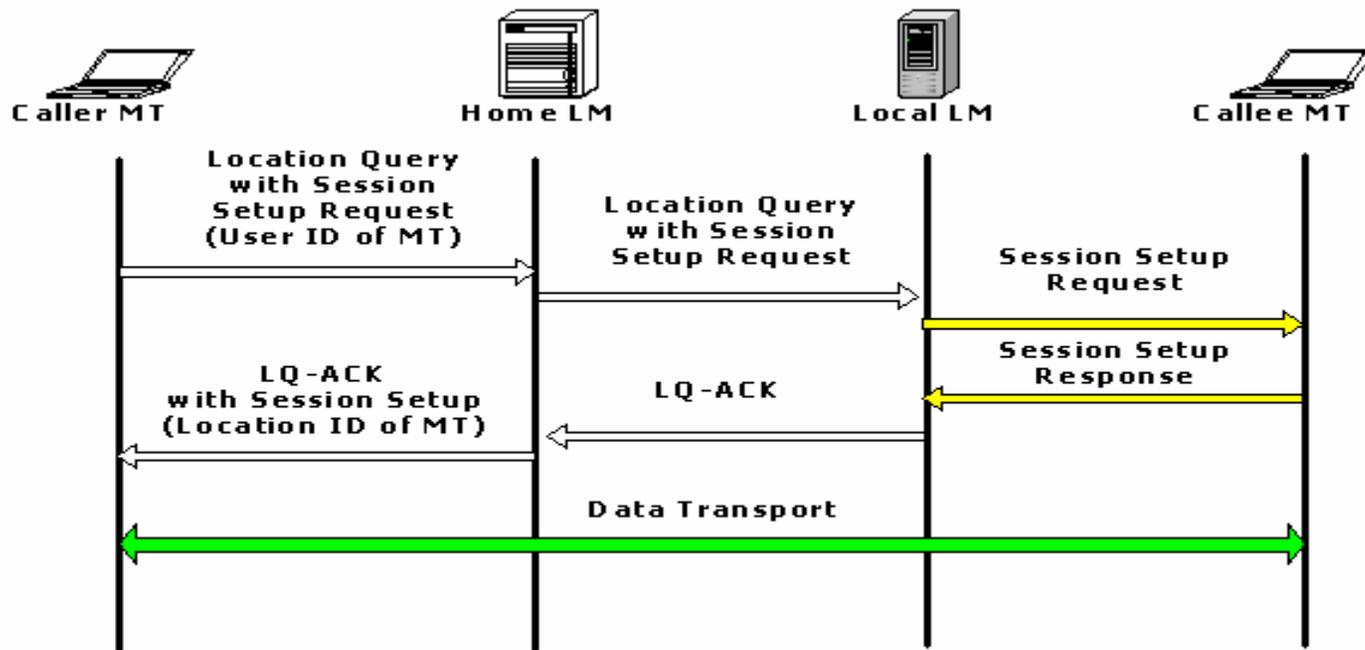 Caller MT
Home LM
Local LM
Callee MT
Location Query
with Session
Setup Request
(User ID of MT)
Location Query
with Session
Setup Request
Session Setup
Request
Session Setup
Response
LQ-ACK
with Session Setup
(Location ID of MT)
LQ-ACK
Data Transport